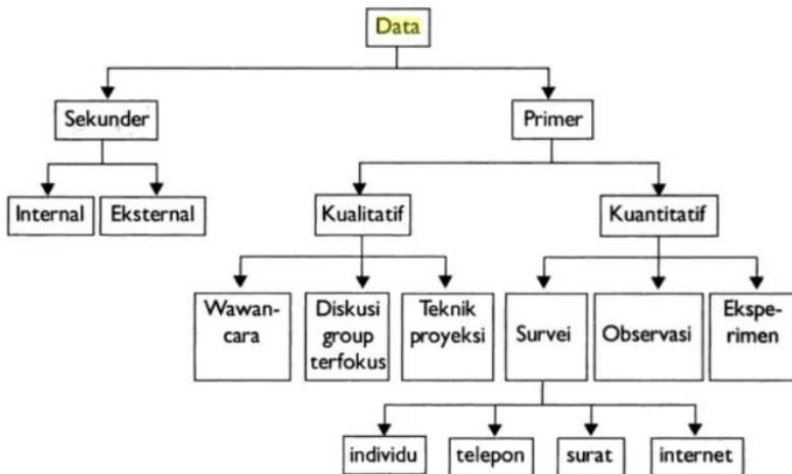 Data
Sekunder
Primer
Internal
Eksternal
Kualitatif
Kuantitatif
Wawan-
cara
Diskusi
group
terfokus
Teknik
proyeksi
Survei
Observasi
Ekspe-
rimen
individu
telepon
surat
internet